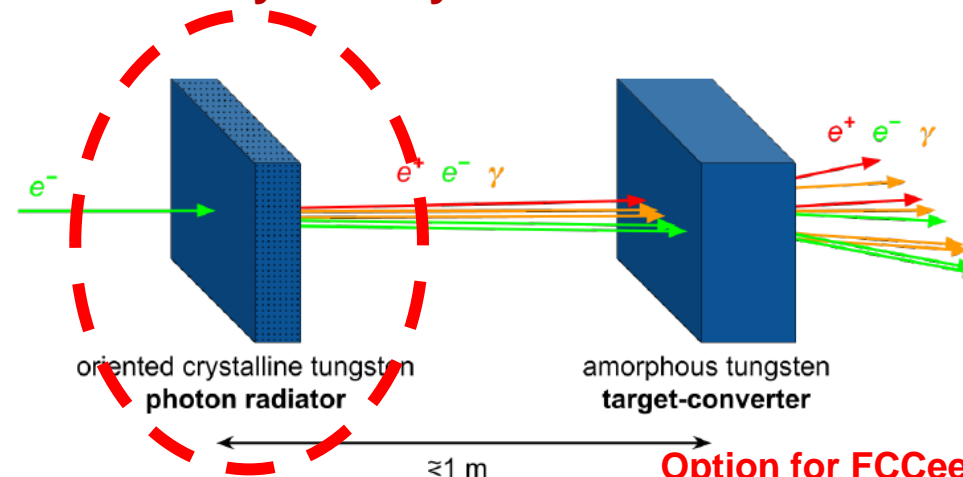 e⁺ e⁻ γ
e⁻
e⁺ e⁻ γ
oriented crystalline tungsten
photon radiator
amorphous tungsten
target-converter
≳1 m
Option for FCCee